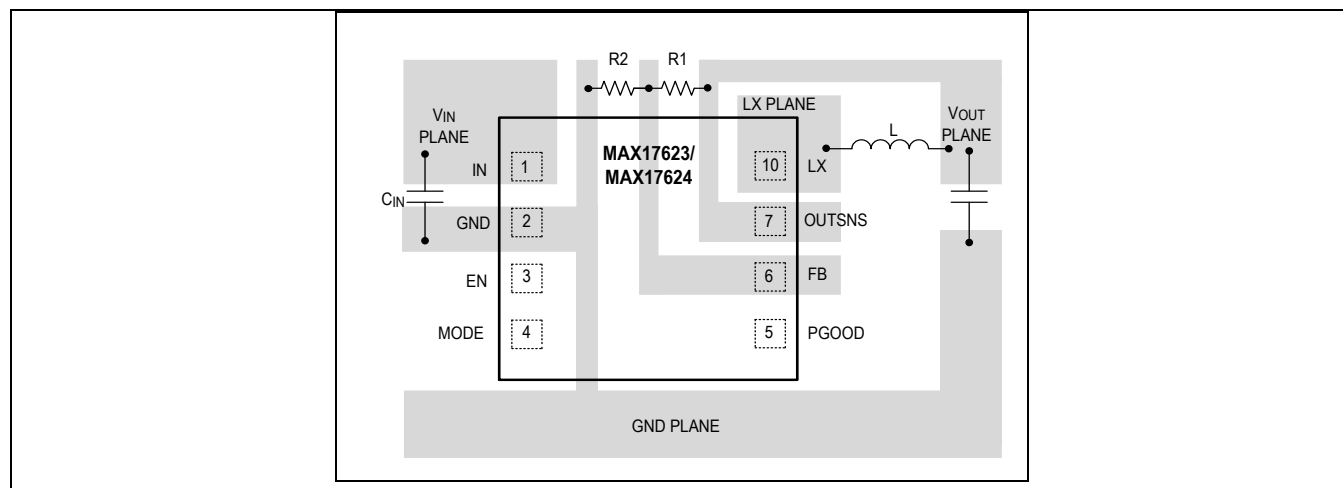 R2 R1
LX PLANE
VIN
PLANE
VOUT
PLANE
L
MAX17623/
MAX17624
IN 1
10 LX
CIN
GND 2
7 OUTSNS
EN 3
6 FB
MODE 4
5 PGOOD
GND PLANE